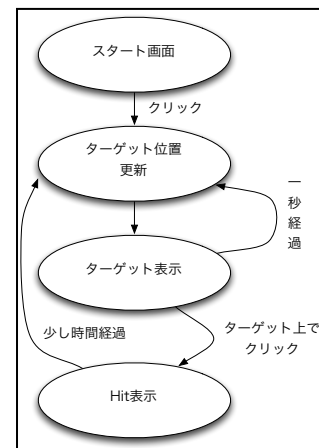 スタート画面
クリック
ターゲット位置
更新
一秒経過
ターゲット表示
ターゲット上で
クリック
少し時間経過
Hit表示